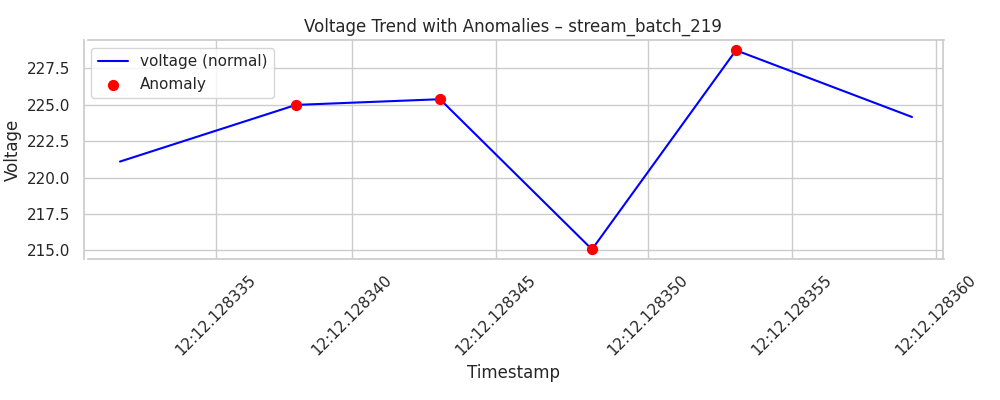 Voltage Trend with Anomalies – stream_batch_219
voltage (normal)
Anomaly
Voltage
227.5
225.0
222.5
220.0
217.5
215.0
12:12.128335
12:12.128340
12:12.128345
12:12.128350
12:12.128355
12:12.128360
Timestamp